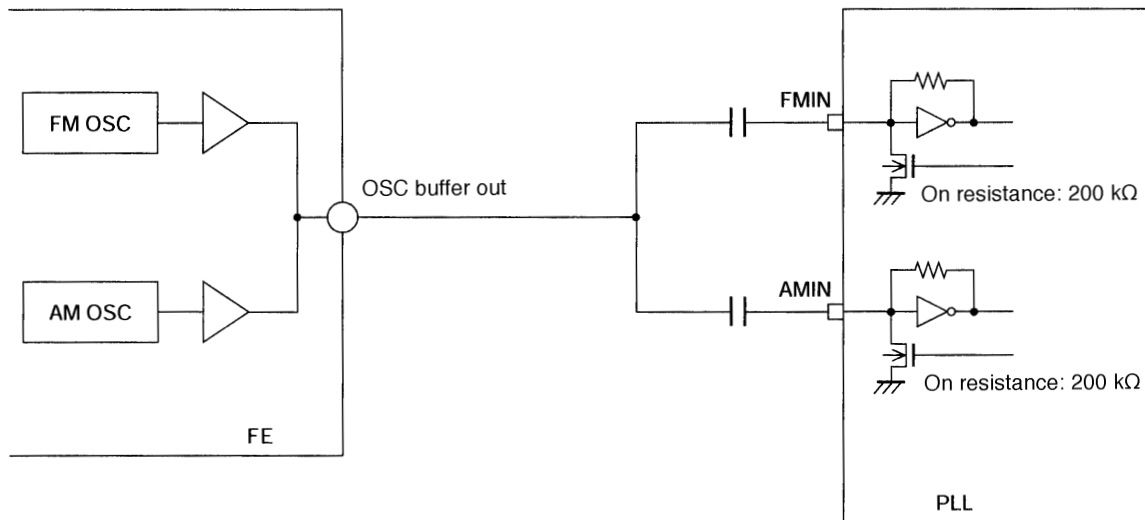 FMIN
FM OSC
OSC buffer out
On resistance: 200 kΩ
AMIN
AM OSC
On resistance: 200 kΩ
FE
PLL